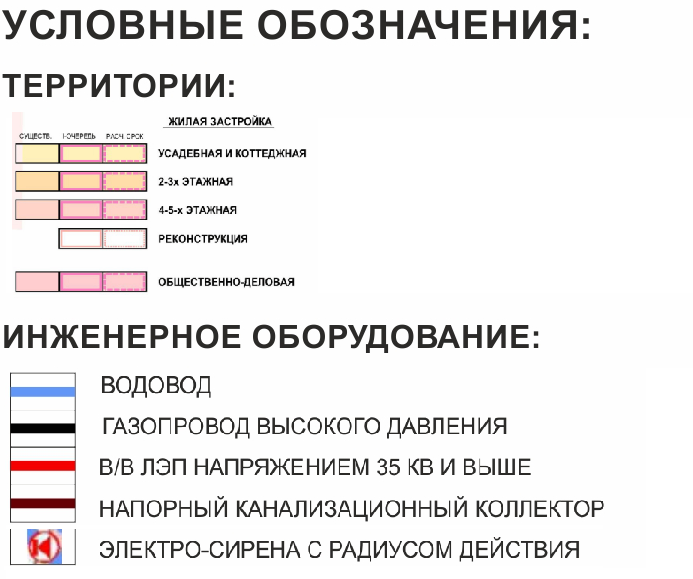 УСЛОВНЫЕ ОБОЗНАЧЕНИЯ:
ТЕРРИТОРИИ:
ЖИЛАЯ ЗАСТРОЙКА
СУЩЕСТВ. I-ОЧЕРЕДЬ РАСЧ. СРОК
УСАДЕБНАЯ И КОТТЕДЖНАЯ
2-3х ЭТАЖНАЯ
4-5-х ЭТАЖНАЯ
РЕКОНСТРУКЦИЯ
ОБЩЕСТВЕННО-ДЕЛОВАЯ
ИНЖЕНЕРНОЕ ОБОРУДОВАНИЕ:
ВОДОВОД
ГАЗОПРОВОД ВЫСОКОГО ДАВЛЕНИЯ
В/В ЛЭП НАПРЯЖЕНИЕМ 35 КВ И ВЫШЕ
НАПОРНЫЙ КАНАЛИЗАЦИОННЫЙ КОЛЛЕКТОР
ЭЛЕКТРО-СИРЕНА С РАДИУСОМ ДЕЙСТВИЯ